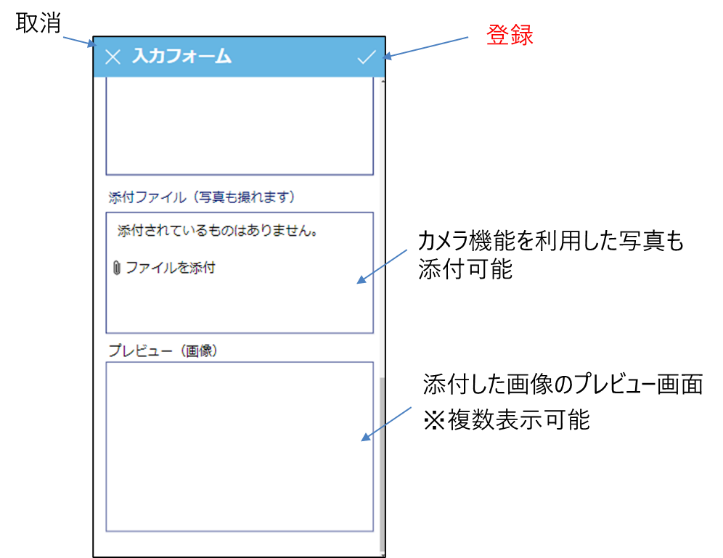 取消
登録
× 入力フォーム ✓
添付ファイル（写真も撮れます）
添付されているものはありません。
ファイルを添付
カメラ機能を利用した写真も
添付可能
プレビュー（画像）
添付した画像のプレビュー画面
※複数表示可能